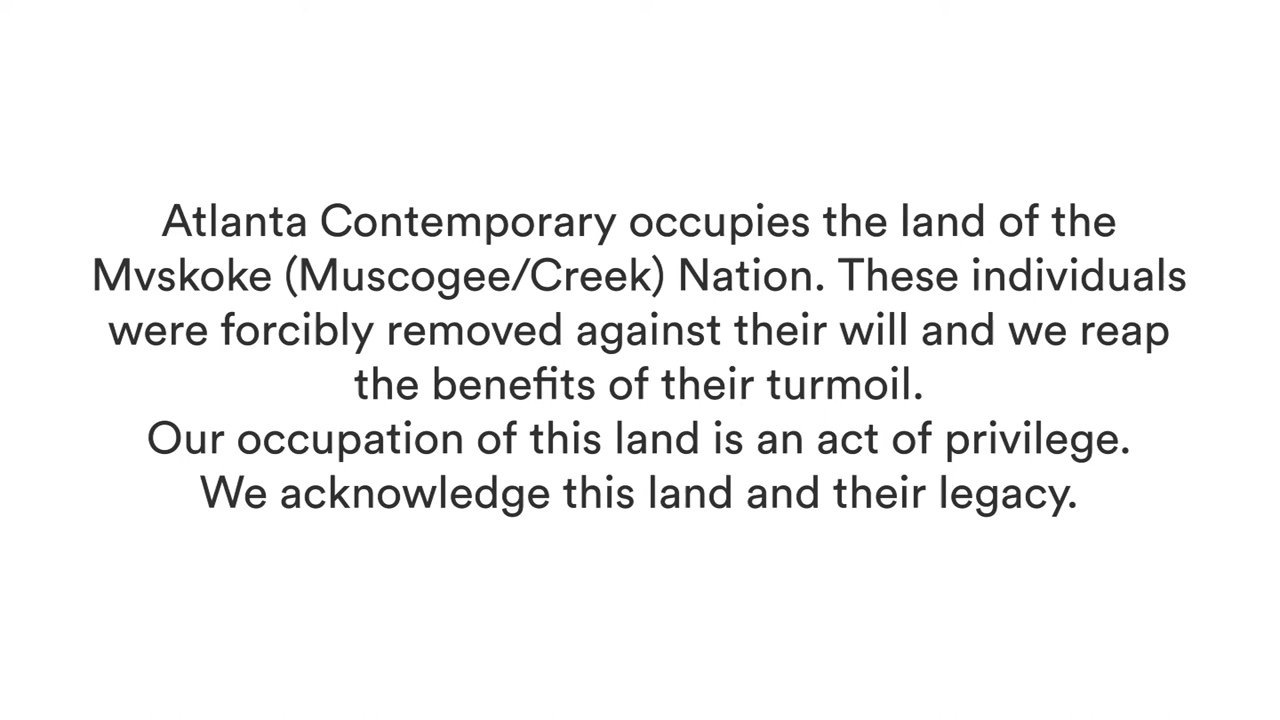 Atlanta Contemporary occupies the land of the
Mvskoke (Muscogee/Creek) Nation. These individuals
were forcibly removed against their will and we reap
the benefits of their turmoil.
Our occupation of this land is an act of privilege.
We acknowledge this land and their legacy.